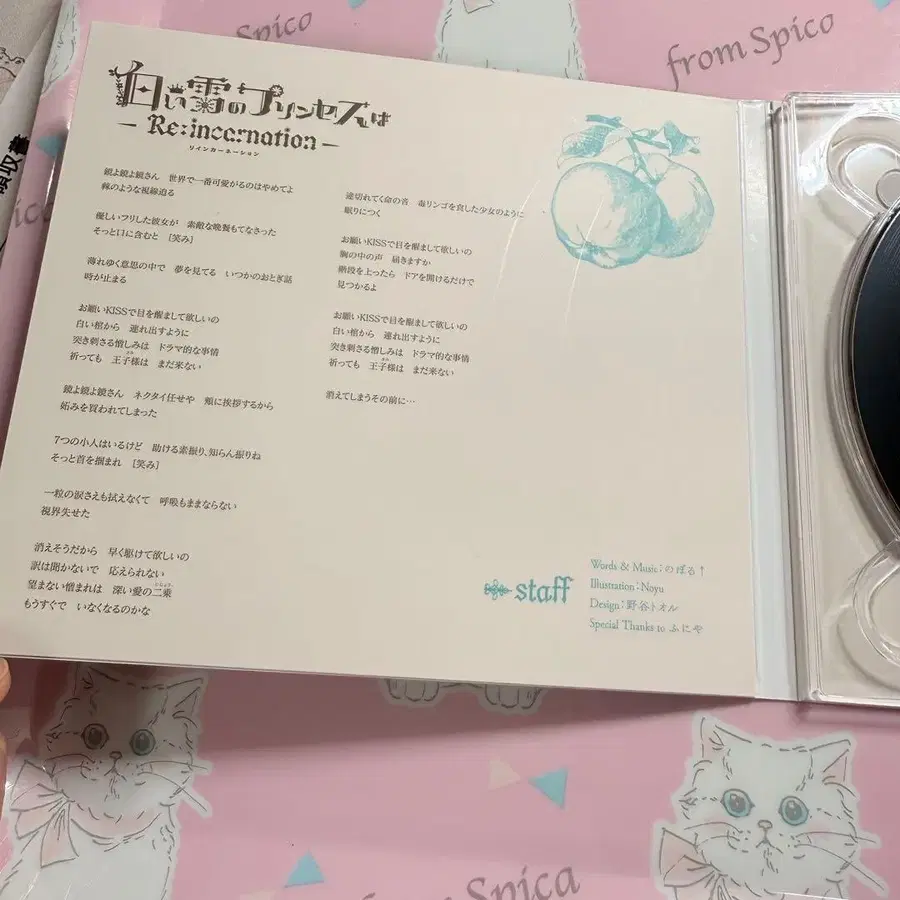 from Spico
領収書
白い雪のプリンセスは
– Re:incarnation –
リインカーネーション
鏡よ鏡よ鏡さん 世界で一番可愛がるのはやめてよ
棘のような視線迫る
優しいフリした彼女が 素敵な晩餐もてなさった
そっと口に含むと [笑み]
薄れゆく意思の中で 夢を見てる いつかのおとぎ話
時が止まる
お願いKISSで目を醒まして欲しいの
白い棺から 連れ出すように
突き刺さる憎しみは ドラマ的な事情
祈っても 王子様は まだ来ない
鏡よ鏡よ鏡さん ネクタイ任せや 頬に挨拶するから
妬みを買われてしまった
7つの小人はいるけど 助ける素振り、知らん振りね
そっと首を掴まれ [笑み]
一粒の涙さえも拭えなくて 呼吸もままならない
視界失せた
消えそうだから 早く駆けて欲しいの
訳は聞かないで 応えられない
望まない憎まれは 深い愛の二乗
もうすぐで いなくなるのかな
途切れてく命の音 毒リンゴを食した少女のように
眠りにつく
お願いKISSで目を醒まして欲しいの
胸の中の声 届きますか
階段を上ったら ドアを開けるだけで
見つかるよ
お願いKISSで目を醒まして欲しいの
白い棺から 連れ出すように
突き刺さる憎しみは ドラマ的な事情
祈っても 王子様は まだ来ない
消えてしまうその前に…
staff
Words & Music：のぼる↑
Illustration：Noyu
Design：野谷トオル
Special Thanks to ふにゃ
from Spica